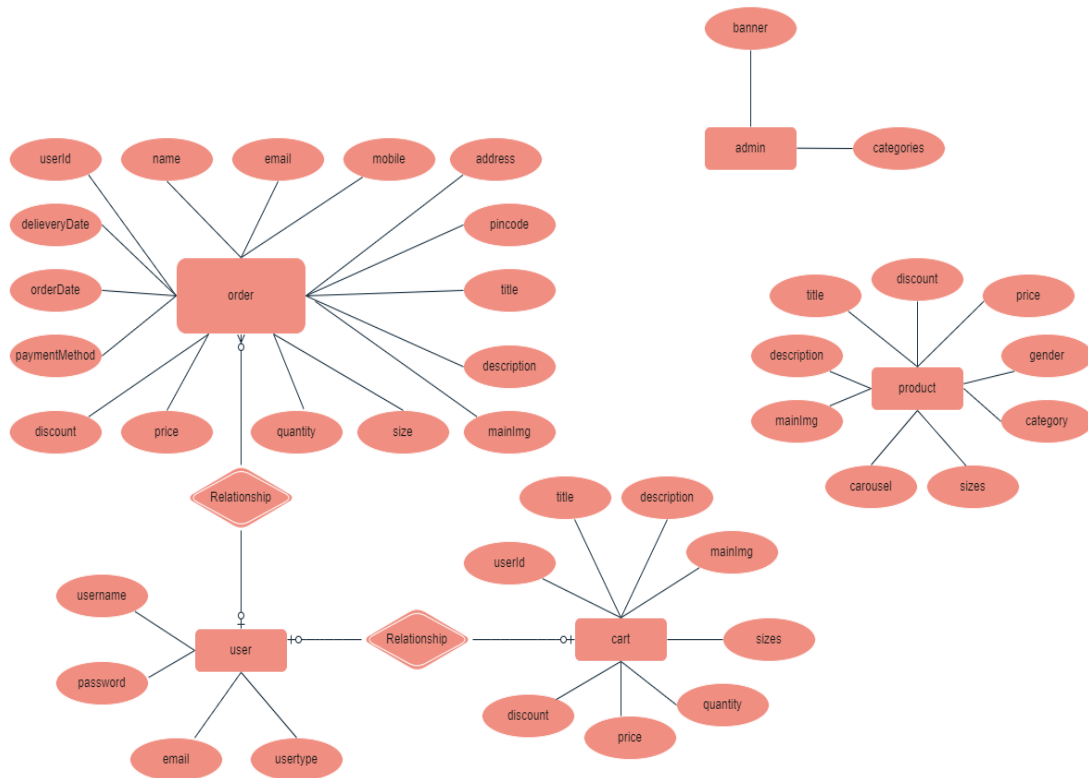 banner
admin
categories
userId
name
email
mobile
address
delieveryDate
pincode
order
orderDate
title
paymentMethod
description
discount
price
quantity
size
mainImg
discount
title
price
description
gender
product
mainImg
category
carousel
sizes
Relationship
title
description
userId
mainImg
username
user
Relationship
cart
sizes
password
discount
quantity
price
email
usertype